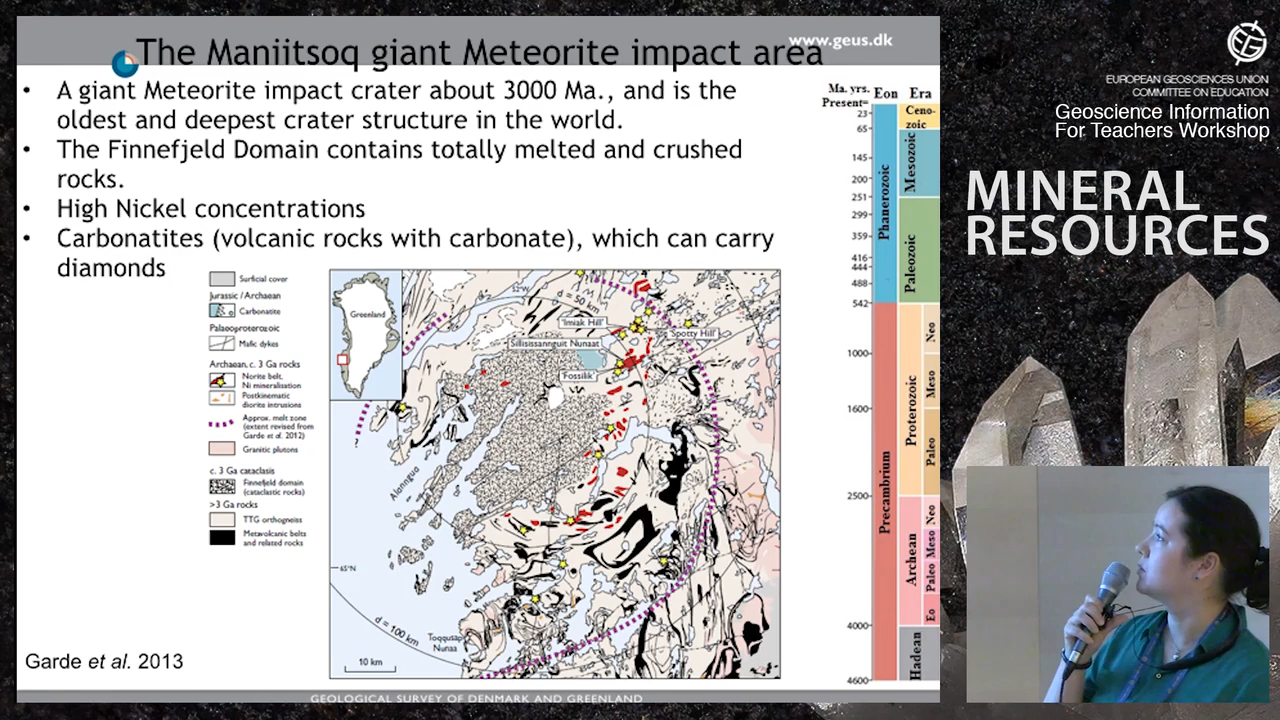 The Maniitsoq giant Meteorite impact area
www.geus.dk
• A giant Meteorite impact crater about 3000 Ma., and is the
oldest and deepest crater structure in the world.
• The Finnefjeld Domain contains totally melted and crushed
rocks.
• High Nickel concentrations
• Carbonatiies (volcanic rocks with carbonate), which can carry
diamonds
Surficial cover
Jurassic / Archaean
Carbonatite
Palaeoproterozoic
Mafic dykes
Archaean, c. 3 Ga rocks
Norite belt,
Ni mineralisation
Postkinematic
diorite intrusions
Approx. melt zone
(extent revised from
Garde et al. 2012)
Granitic plutons
c. 3 Ga cataclasis
Finnefjeld domain
(cataclastic rocks)
>3 Ga rocks
TTG orthogneiss
Metavolcanic belts
and related rocks
Greenland
52°W
d = 50 km
'Imiak Hill'
'Spotty Hill'
Sillisissannguit Nunaat
'Fossilik'
?
Alanngua
65°N
d = 100 km
Toqqusap
Nunaa
10 km
Garde et al. 2013
GEOLOGICAL SURVEY OF DENMARK AND GREENLAND
Ma. yrs.
Present=
Eon
Era
23
65
145
200
251
299
359
416
444
488
542
1000
1600
2500
4000
4600
Phanerozoic
Precambrian
Ceno-
zoic
Mesozoic
Paleozoic
Proterozoic
Neo
Meso
Paleo
Archean
Neo
Meso
Paleo
Eo
Hadean
EUROPEAN GEOSCIENCES UNION
COMMITTEE ON EDUCATION
Geoscience Information
For Teachers Workshop
MINERAL
RESOURCES